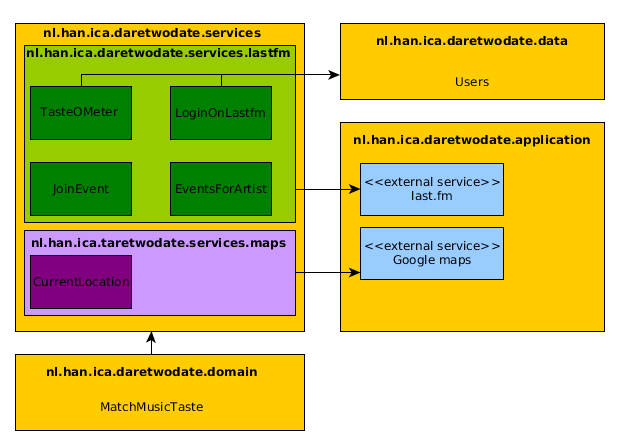 nl.han.ica.daretwodate.services
nl.han.ica.daretwodate.services.lastfm
TasteOMeter
LoginOnLastfm
JoinEvent
EventsForArtist
nl.han.ica.taretwodate.services.maps
CurrentLocation
nl.han.ica.daretwodate.data
Users
nl.han.ica.daretwodate.application
<<external service>>
last.fm
<<external service>>
Google maps
nl.han.ica.daretwodate.domain
MatchMusicTaste